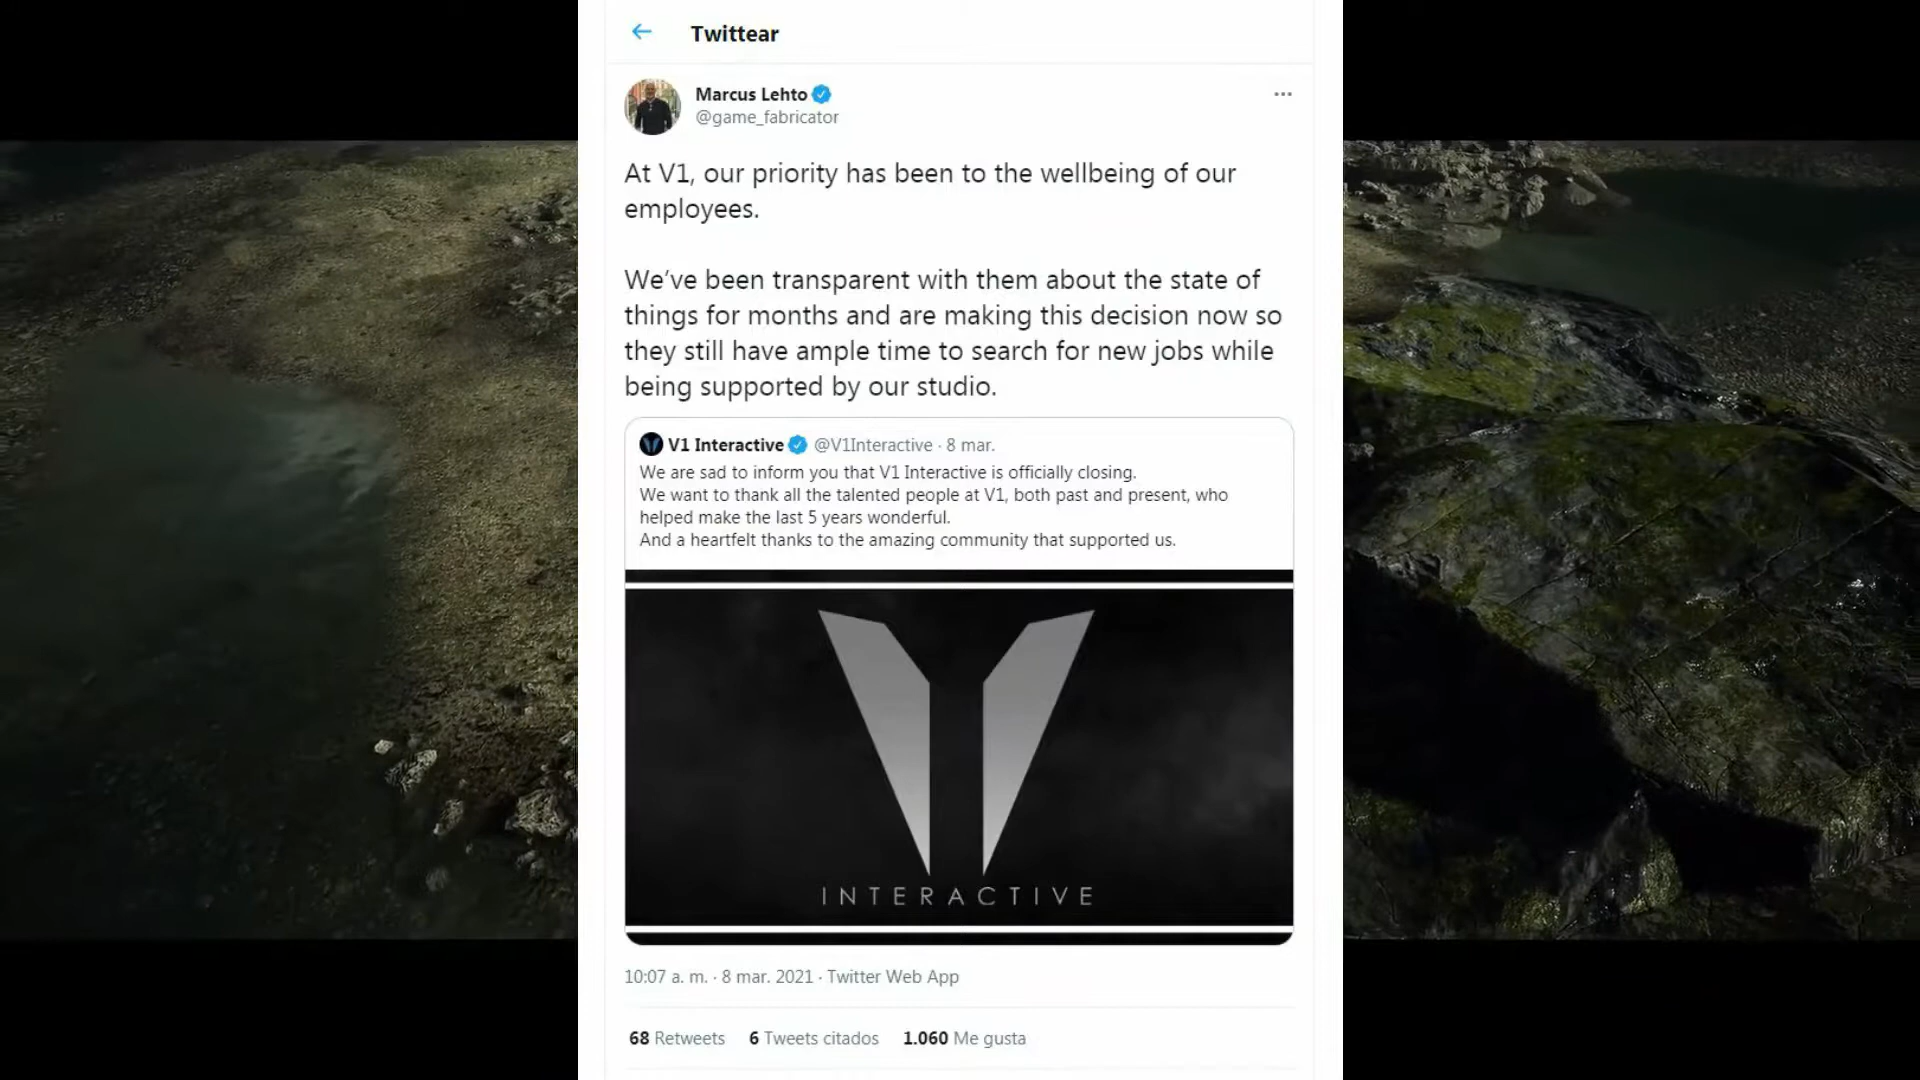 Twittear
Marcus Lehto
@game_fabricator
At V1, our priority has been to the wellbeing of our
employees.
We’ve been transparent with them about the state of
things for months and are making this decision now so
they still have ample time to search for new jobs while
being supported by our studio.
V1 Interactive @V1Interactive · 8 mar.
We are sad to inform you that V1 Interactive is officially closing.
We want to thank all the talented people at V1, both past and present, who
helped make the last 5 years wonderful.
And a heartfelt thanks to the amazing community that supported us.
INTERACTIVE
10:07 a. m. · 8 mar. 2021 · Twitter Web App
68 Retweets 6 Tweets citados 1.060 Me gusta